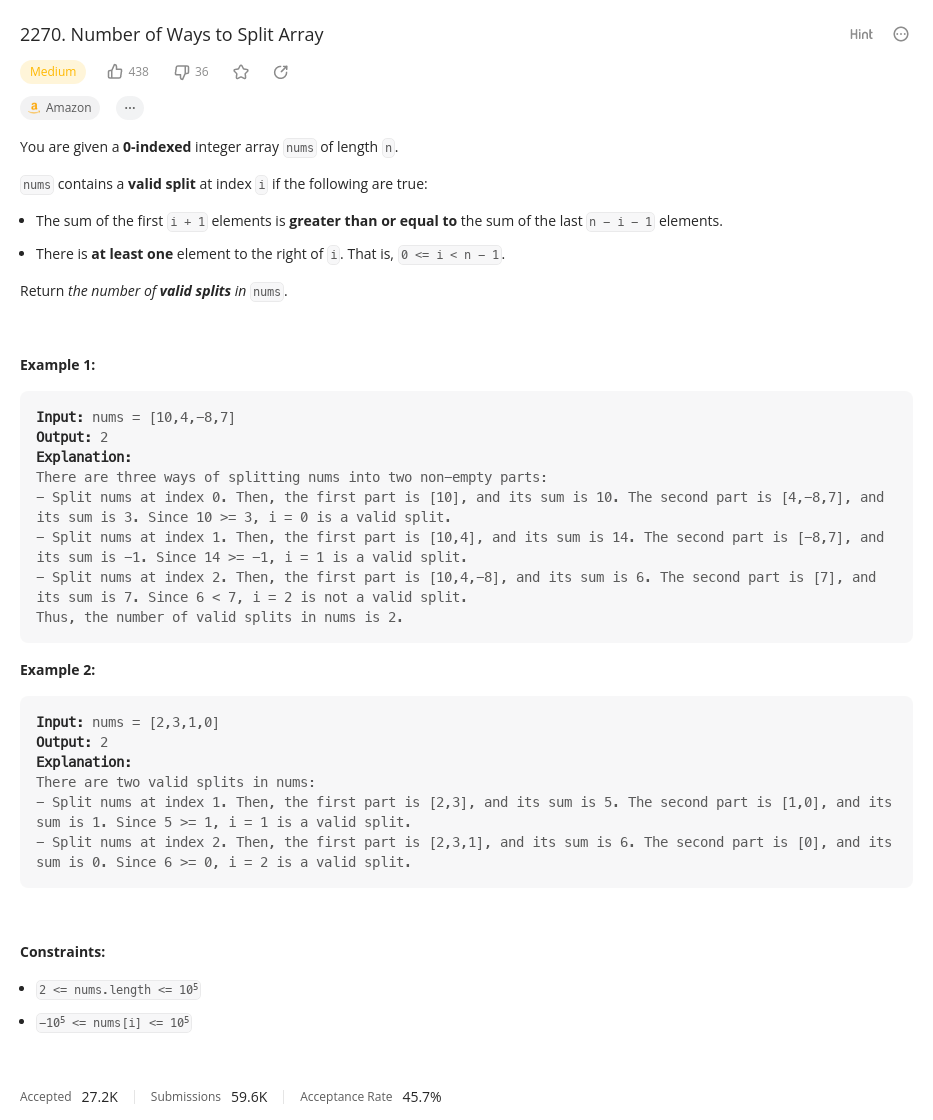 2270. Number of Ways to Split Array
Hint
Medium 438 36
a Amazon ...
You are given a 0-indexed integer array nums of length n.
nums contains a valid split at index i if the following are true:
• The sum of the first i + 1 elements is greater than or equal to the sum of the last n − i − 1 elements.
• There is at least one element to the right of i. That is, 0 <= i < n − 1.
Return the number of valid splits in nums.
Example 1:
Input: nums = [10,4,−8,7]
Output: 2
Explanation:
There are three ways of splitting nums into two non−empty parts:
− Split nums at index 0. Then, the first part is [10], and its sum is 10. The second part is [4,−8,7], and
its sum is 3. Since 10 >= 3, i = 0 is a valid split.
− Split nums at index 1. Then, the first part is [10,4], and its sum is 14. The second part is [−8,7], and
its sum is −1. Since 14 >= −1, i = 1 is a valid split.
− Split nums at index 2. Then, the first part is [10,4,−8], and its sum is 6. The second part is [7], and
its sum is 7. Since 6 < 7, i = 2 is not a valid split.
Thus, the number of valid splits in nums is 2.
Example 2:
Input: nums = [2,3,1,0]
Output: 2
Explanation:
There are two valid splits in nums:
− Split nums at index 1. Then, the first part is [2,3], and its sum is 5. The second part is [1,0], and its
sum is 1. Since 5 >= 1, i = 1 is a valid split.
− Split nums at index 2. Then, the first part is [2,3,1], and its sum is 6. The second part is [0], and its
sum is 0. Since 6 >= 0, i = 2 is a valid split.
Constraints:
• 2 <= nums.length <= 10⁵
• −10⁵ <= nums[i] <= 10⁵
Accepted 27.2K Submissions 59.6K Acceptance Rate 45.7%